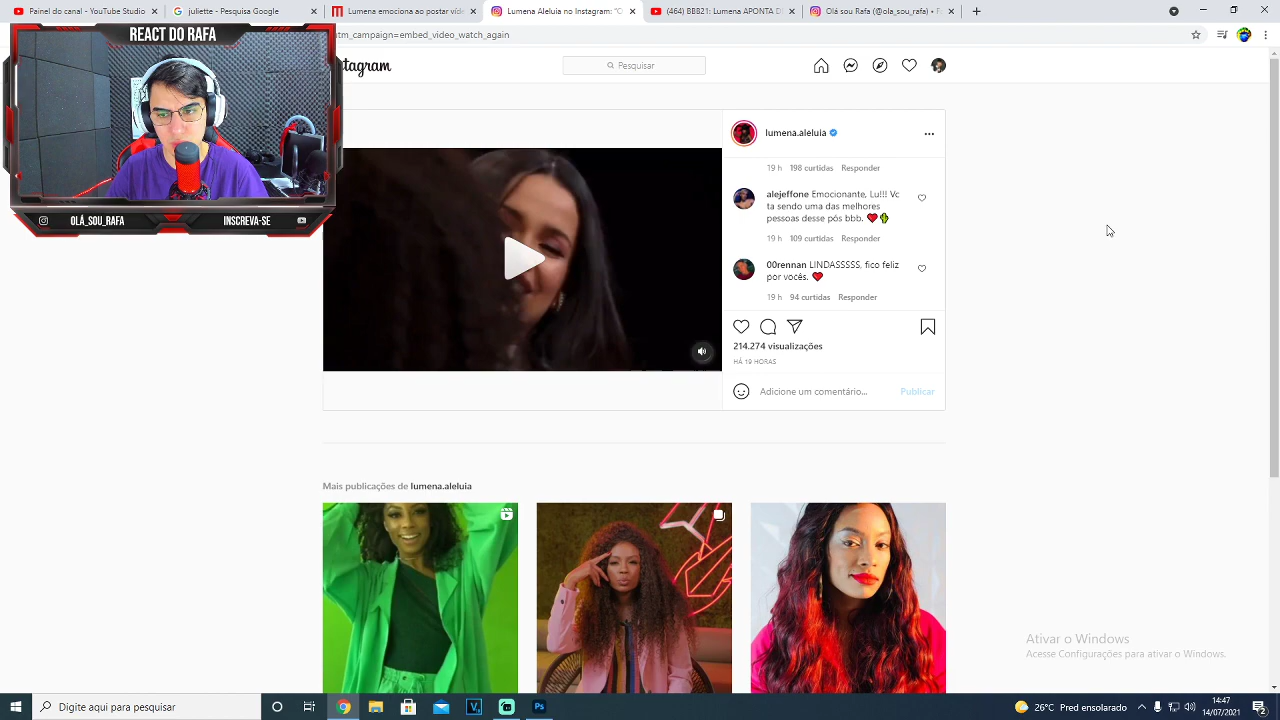 Painel do canal - YouTube Studio
juliette - Pesquisa Google
Lumena emociona ao postar vídeo
Lumena Aleluia no Instagram: "O
(464) BBB21: Lumena APONTA D
Olá sou Rafa (@ola_sou_rafa) • F
utm_campaign=embed_video_watch_again
REACT DO RAFA
OLÁ_SOU_RAFA
INSCREVA-SE
Pesquisar
lumena.aleluia
19 h 198 curtidas Responder
alejeffone Emocionante, Lu!!! Vc
ta sendo uma das melhores
pessoas desse pós bbb. ❤️🌵
19 h 109 curtidas Responder
00rennan LINDASSSSS, fico feliz
por vocês. ❤️
19 h 94 curtidas Responder
214.274 visualizações
HÁ 19 HORAS
Adicione um comentário... Publicar
Mais publicações de lumena.aleluia
Ativar o Windows
Acesse Configurações para ativar o Windows.
Digite aqui para pesquisar
26°C Pred ensolarado
14:47
14/07/2021